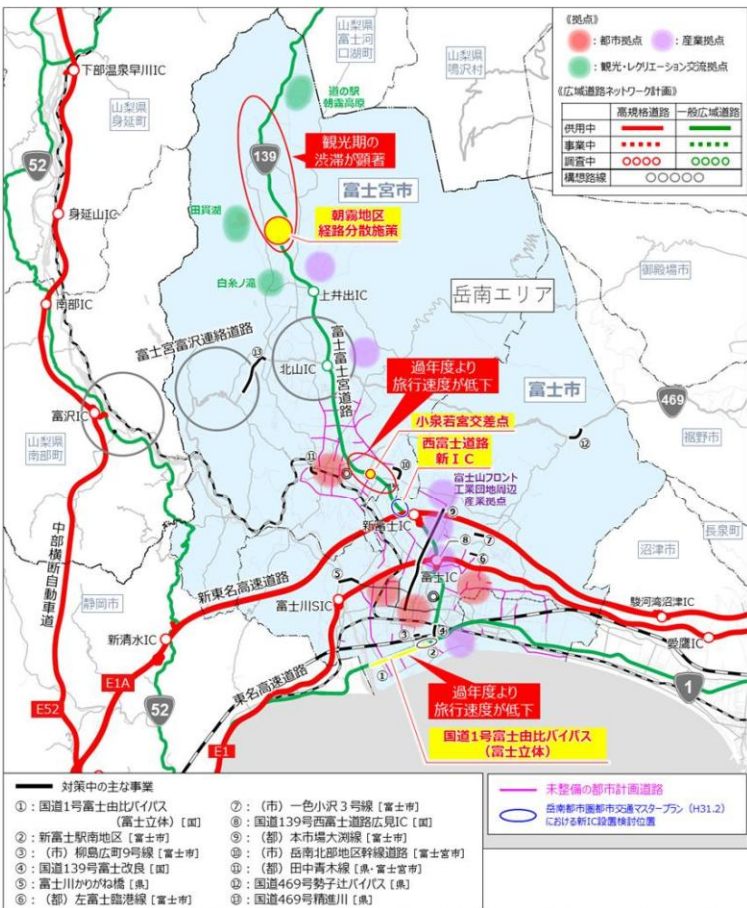 山梨県
富士河
口湖町
山梨県
鳴沢村
《拠点》
：都市拠点
：産業拠点
：観光・レクリエーション交流拠点
《広域道路ネットワーク計画》
高規格道路
一般広域道路
供用中
事業中
調査中
構想路線
下部温泉早川IC
山梨県
身延町
52
道の駅
朝霧高原
139
観光期の
渋滞が顕著
富士宮市
田貫湖
朝霧地区
経路分散施策
身延山IC
御殿場市
白糸ノ滝
上井出IC
岳南エリア
南部IC
富士宮富沢連絡道路
⑬
北山IC
富士富士宮道路
過年度より
旅行速度が低下
富士市
469
富沢IC
小泉若宮交差点
⑫
裾野市
山梨県
南部町
西富士道路
新IC
⑪
⑩
富士山フロント
工業団地周辺
産業拠点
⑨
長泉町
新富士IC
⑧
⑦
沼津市
中部横断自動車道
新東名高速道路
⑤
⑥
富士IC
静岡市
富士川SIC
駿河湾沼津IC
新清水IC
③
④
愛鷹IC
東名高速道路
②
①
E1A
52
過年度より
旅行速度が低下
1
E52
国道1号富士由比バイパス
（富士立体）
E1
対策中の主な事業
①：国道1号富士由比バイパス
（富士立体）［国］
②：新富士駅南地区［富士市］
③：（市）柳島広町9号線［富士市］
④：国道139号富士改良［国］
⑤：富士川かりがね橋［県］
⑥：（都）左富士臨港線［富士市］
⑦：（市）一色小沢３号線［富士市］
⑧：国道139号西富士道路広見IC［国］
⑨：（都）本市場大渕線［富士市］
⑩：（市）岳南北部地区幹線道路［富士宮市］
⑪：（都）田中青木線［県・富士宮市］
⑫：国道469号勢子辻バイパス［県］
⑬：国道469号精進川［県］
未整備の都市計画道路
岳南都市圏都市交通マスタープラン（H31.2）
における新IC設置検討位置